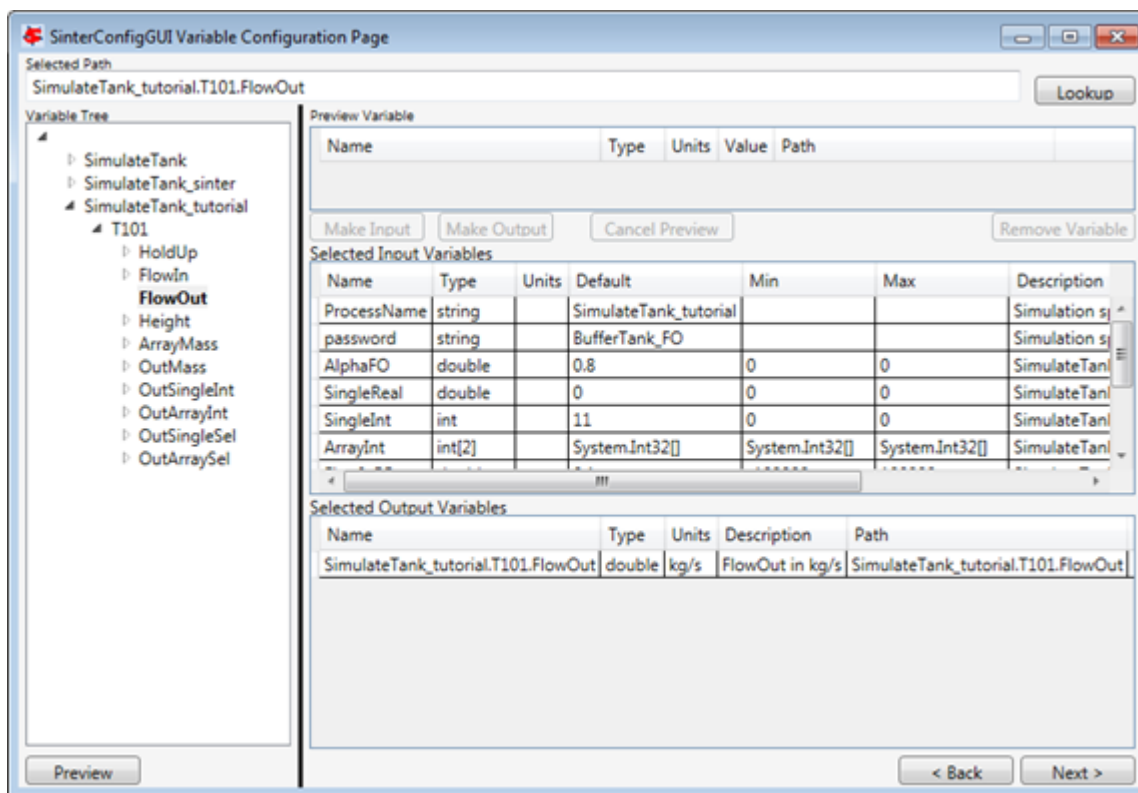 SinterConfigGUI Variable Configuration Page
Selected Path
SimulateTank_tutorial.T101.FlowOut
Lookup
Variable Tree
SimulateTank
SimulateTank_sinter
SimulateTank_tutorial
T101
HoldUp
FlowIn
FlowOut
Height
ArrayMass
OutMass
OutSingleInt
OutArrayInt
OutSingleSel
OutArraySel
Preview
Preview Variable
Name Type Units Value Path
Make Input Make Output Cancel Preview Remove Variable
Selected Input Variables
Name Type Units Default Min Max Description
ProcessName string SimulateTank_tutorial Simulation
password string BufferTank_FO Simulation
AlphaFO double 0.8 0 0 SimulateTan
SingleReal double 0 0 0 SimulateTan
SingleInt int 11 0 0 SimulateTan
ArrayInt int[2] System.Int32[] System.Int32[] System.Int32[] SimulateTan
Selected Output Variables
Name Type Units Description Path
SimulateTank_tutorial.T101.FlowOut double kg/s FlowOut in kg/s SimulateTank_tutorial.T101.FlowOut
< Back Next >